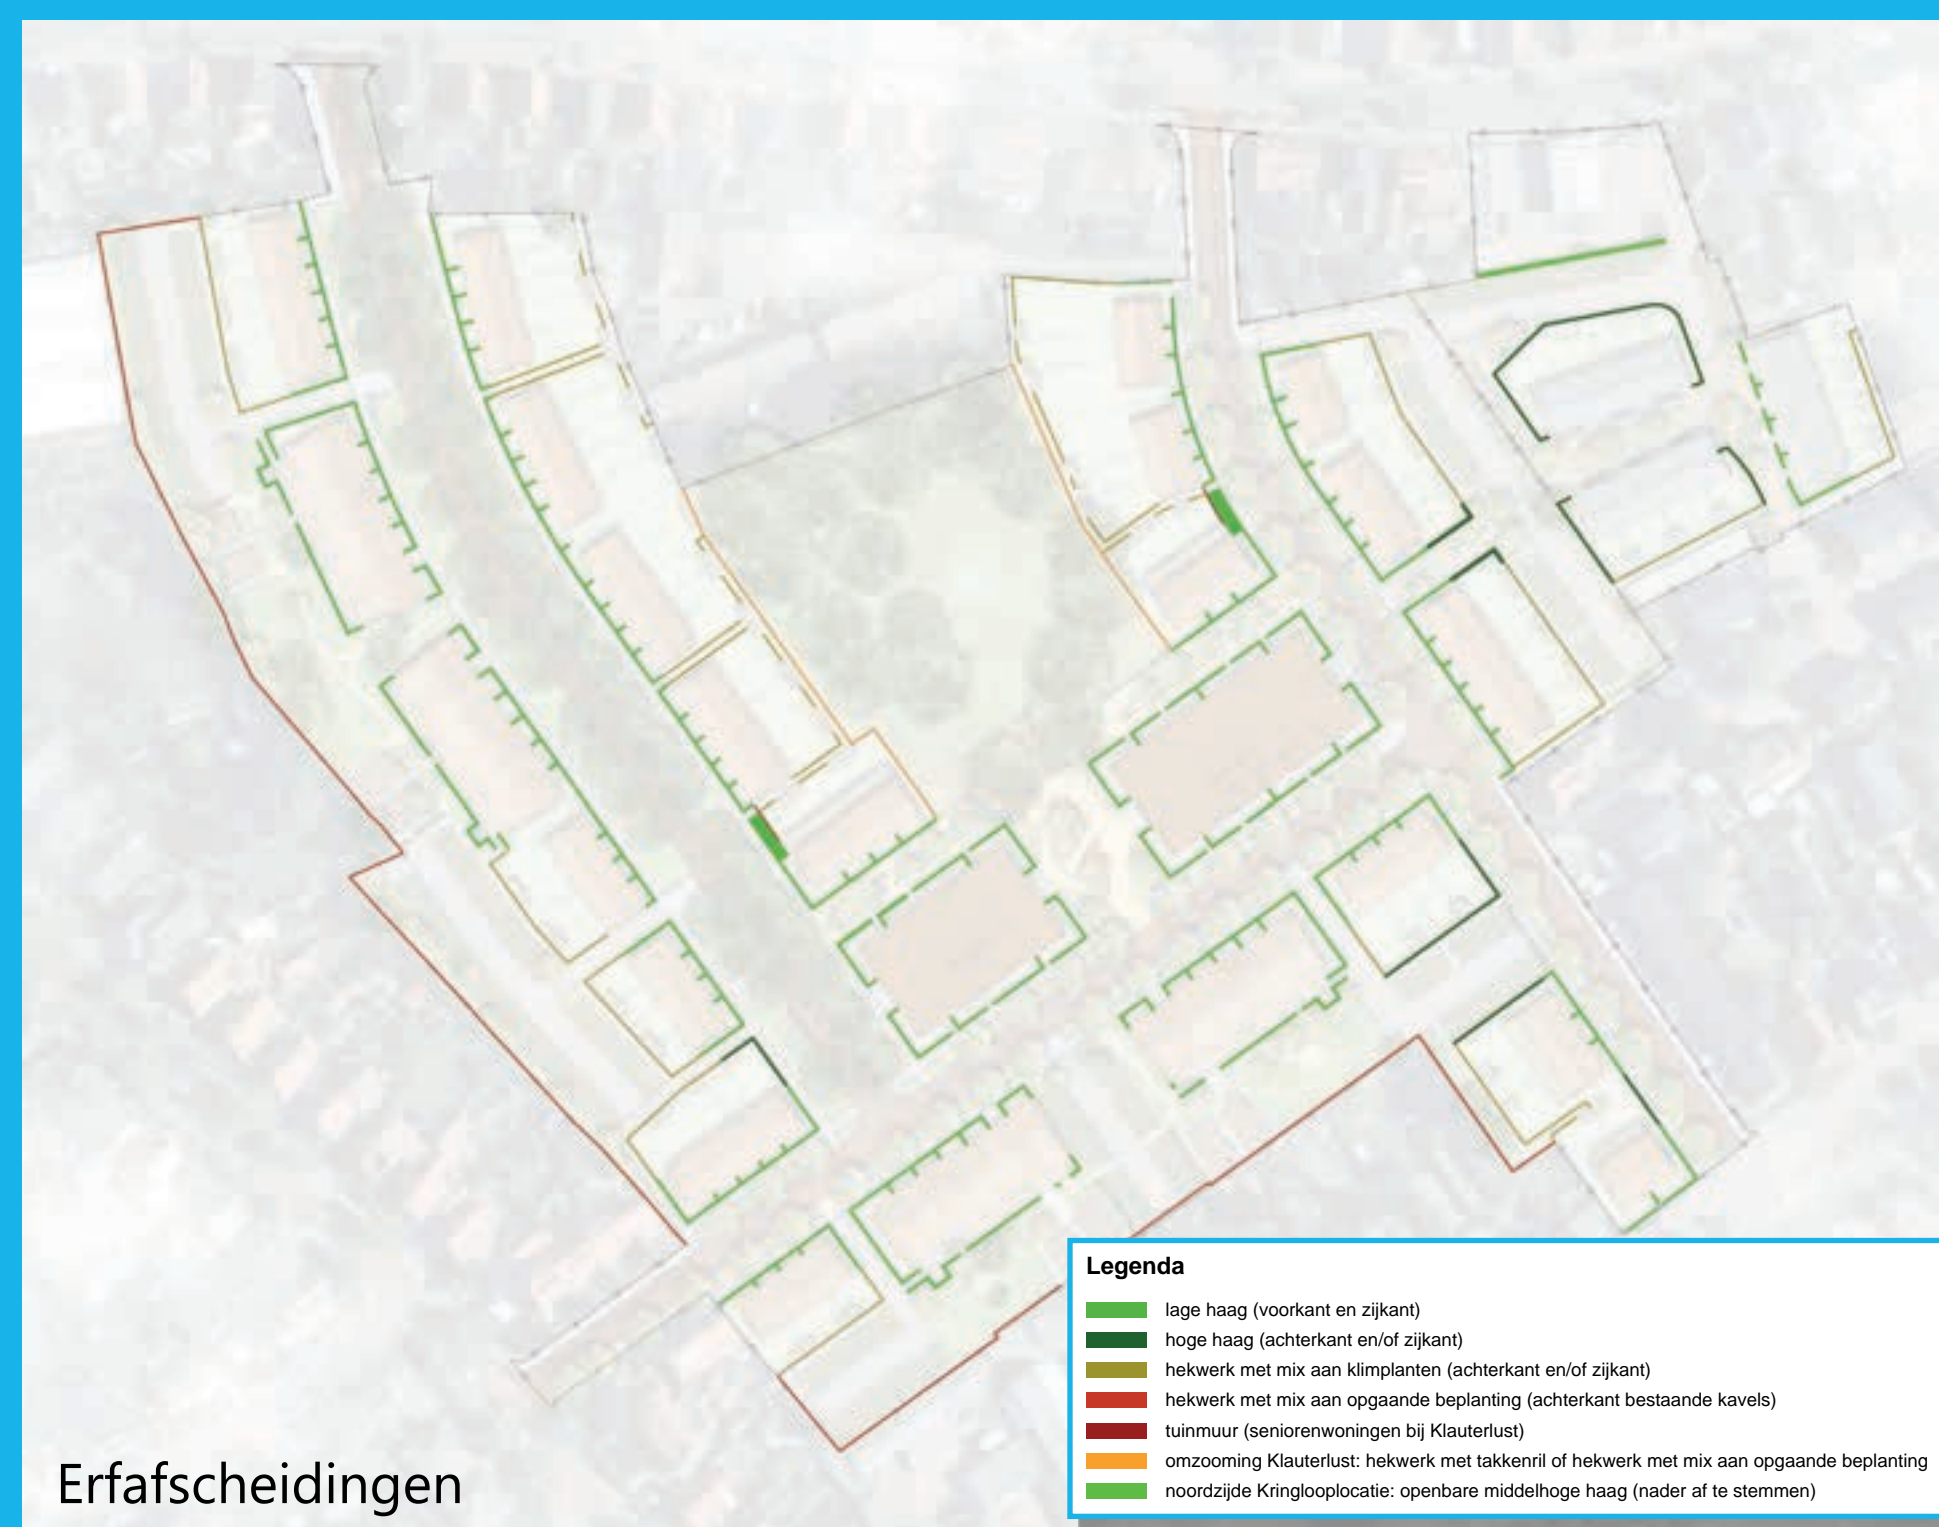 Legenda
lage haag (voorkant en zijkant)
hoge haag (achterkant en/of zijkant)
hekwerk met mix aan klimplanten (achterkant en/of zijkant)
hekwerk met mix aan opgaande beplanting (achterkant bestaande kavels)
tuinmuur (seniorenwoningen bij Klauterlust)
omzooming Klauterlust: hekwerk met takkenril of hekwerk met mix aan opgaande beplanting
noordzijde Kringlooplocatie: openbare middelhoge haag (nader af te stemmen)
Erfafscheidingen